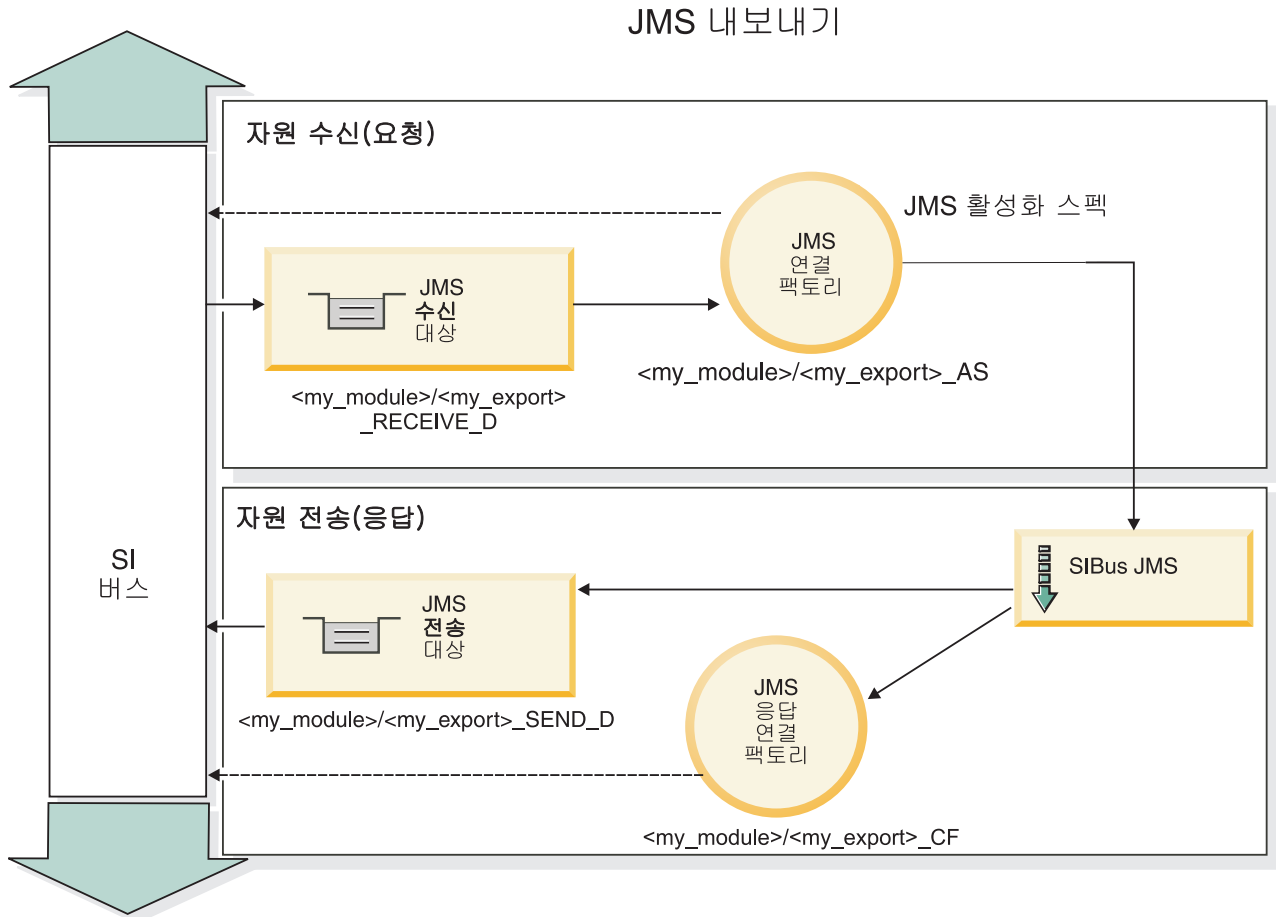 JMS 내보내기
자원 수신(요청)
JMS 활성화 스펙
JMS
연결
팩토리
JMS
수신
대상
<my_module>/<my_export>_AS
<my_module>/<my_export>
_RECEIVE_D
자원 전송(응답)
SI
버스
SIBus JMS
JMS
전송
대상
<my_module>/<my_export>_SEND_D
JMS
응답
연결
팩토리
<my_module>/<my_export>_CF